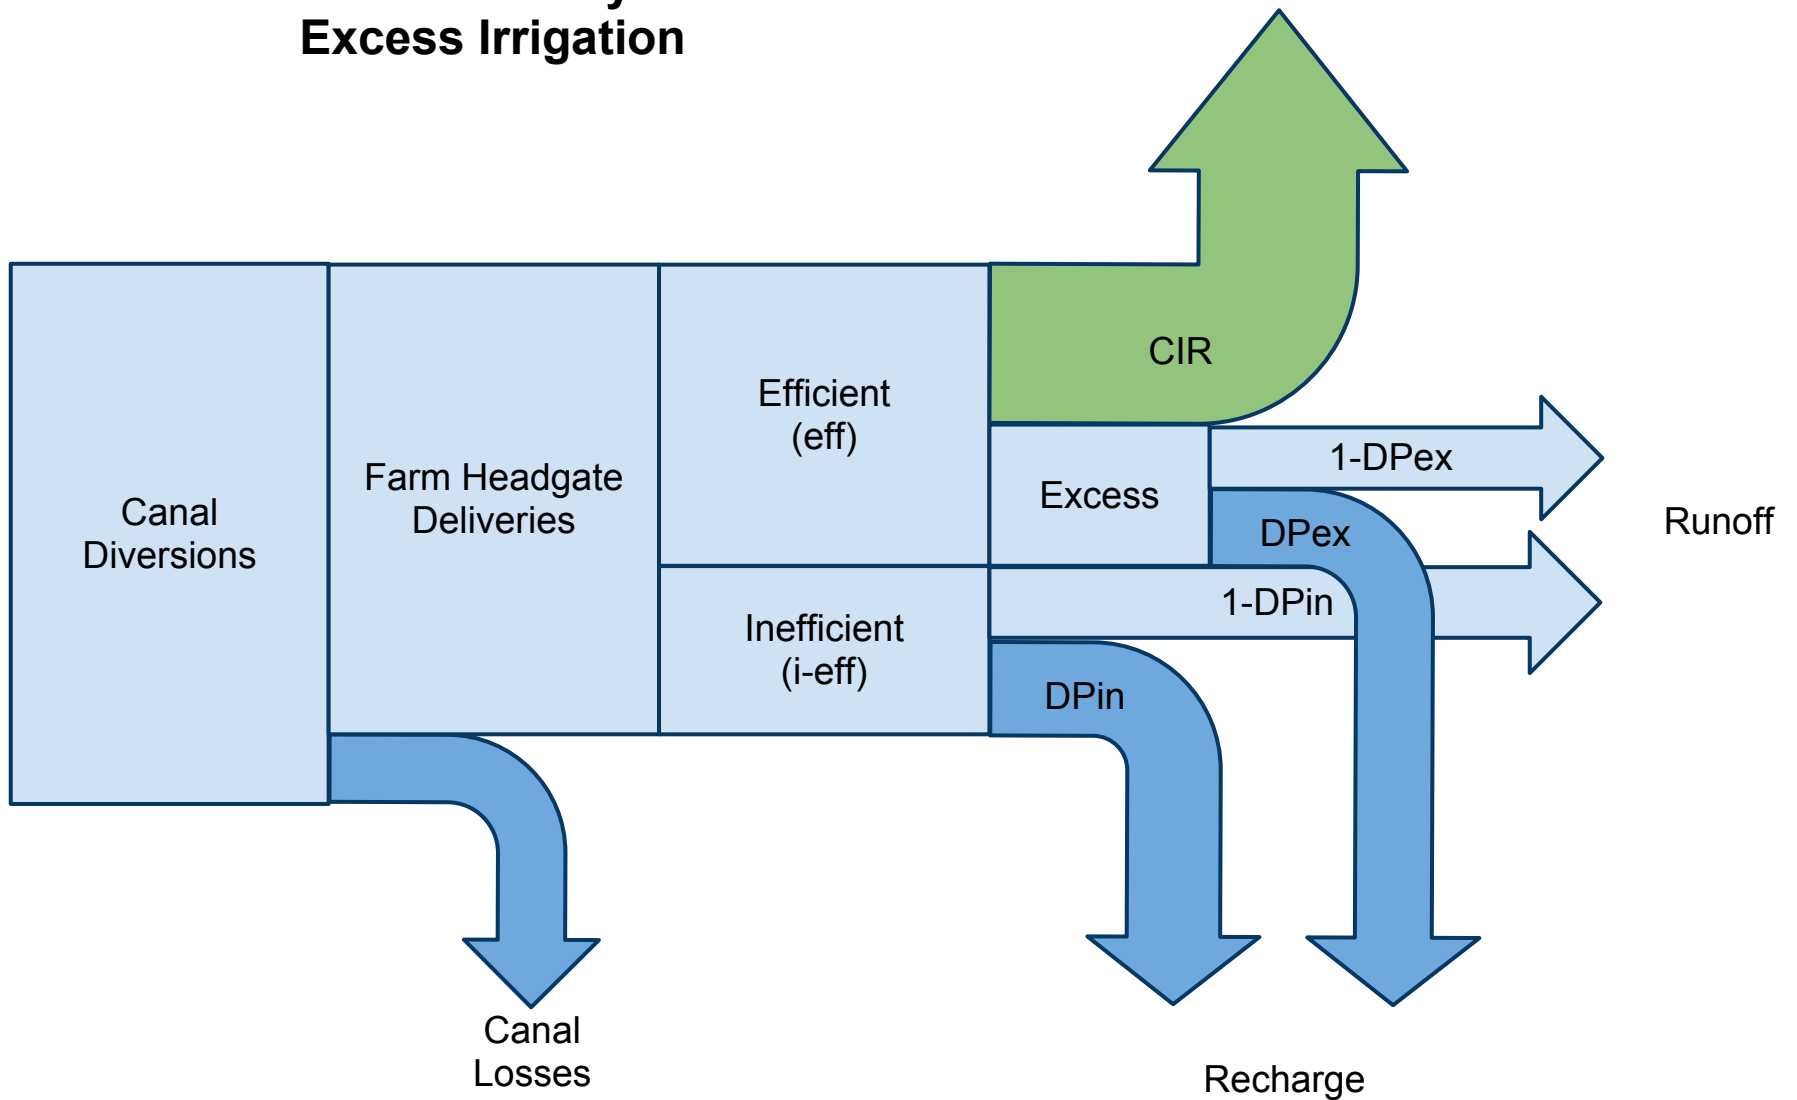 Excess Irrigation
CIR
Efficient
(eff)
Farm Headgate
Deliveries
Canal
Diversions
Excess
1-DPex
DPex
Runoff
1-DPin
Inefficient
(i-eff)
DPin
Canal
Losses
Recharge